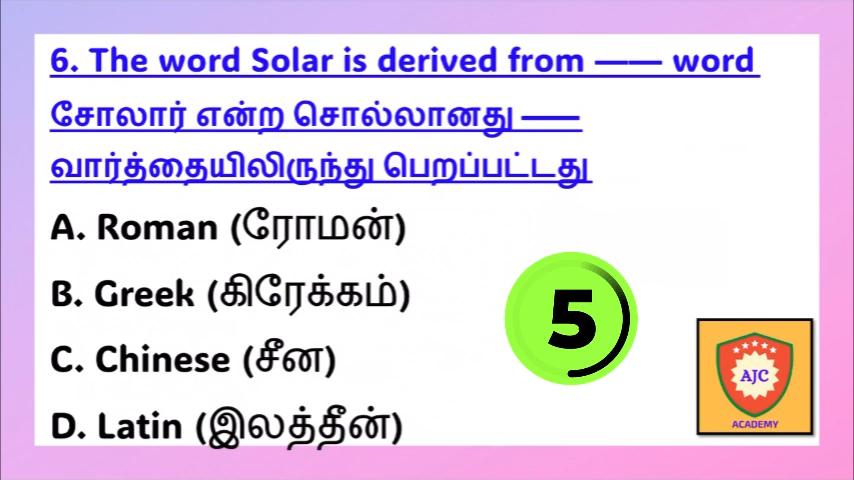 6. The word Solar is derived from —— word
சோலார் என்ற சொல்லானது ——
வார்த்தையிலிருந்து பெறப்பட்டது
A. Roman (ரோமன்)
B. Greek (கிரேக்கம்)
C. Chinese (சீன)
D. Latin (இலத்தீன்)
5
AJC
ACADEMY